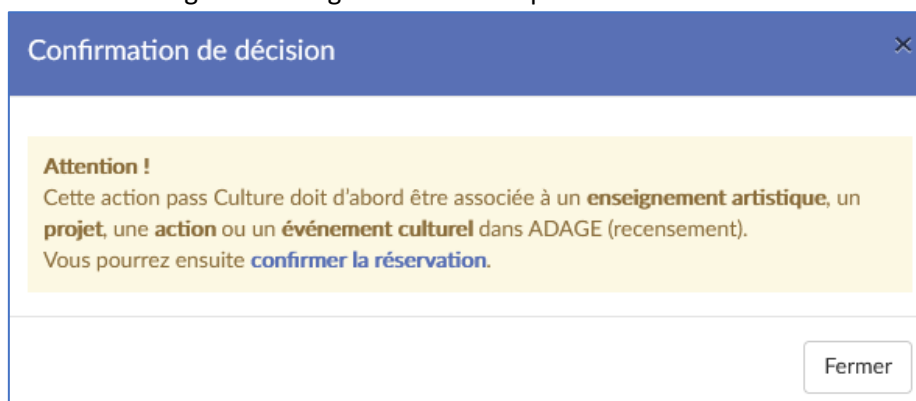 Confirmation de décision
×
Attention !
Cette action pass Culture doit d'abord être associée à un enseignement artistique, un
projet, une action ou un événement culturel dans ADAGE (recensement).
Vous pourrez ensuite confirmer la réservation.
Fermer